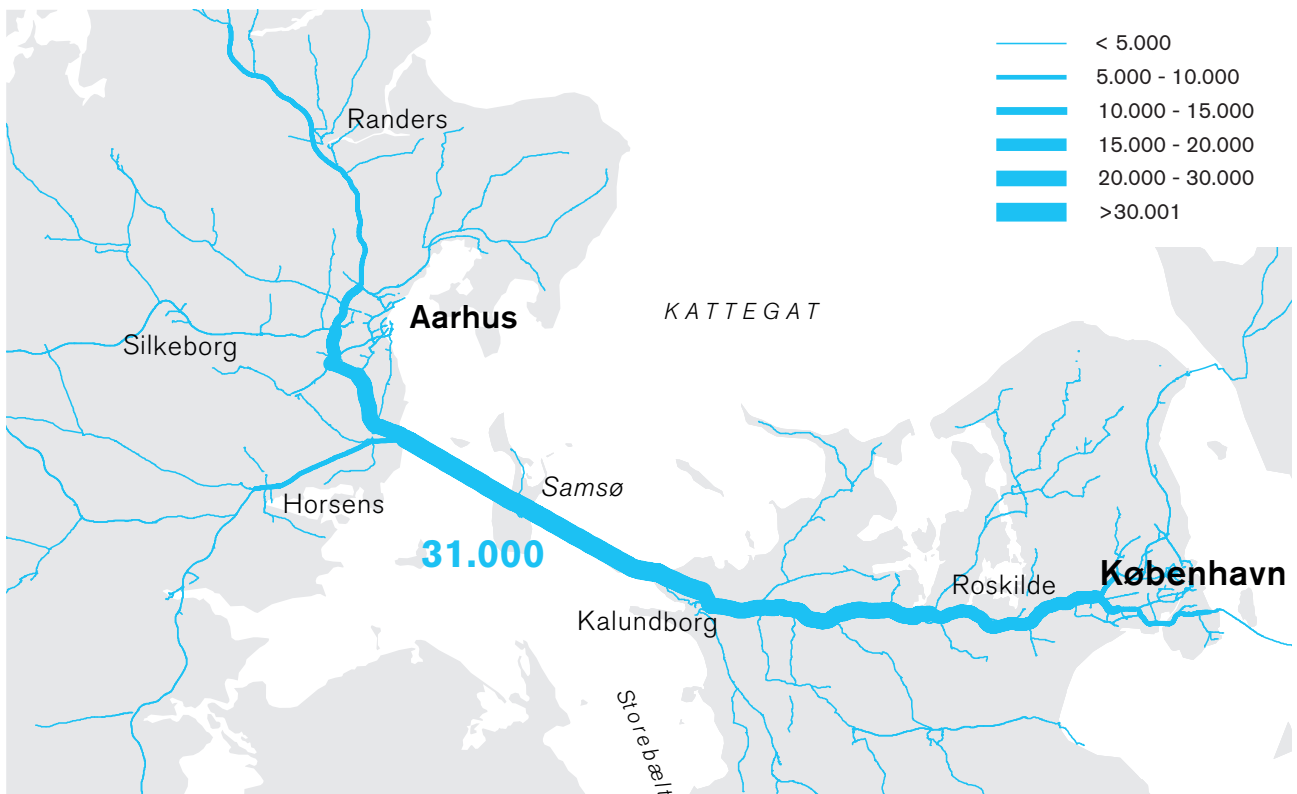 < 5.000
5.000 - 10.000
10.000 - 15.000
15.000 - 20.000
20.000 - 30.000
>30.001
Randers
KATTEGAT
Aarhus
Silkeborg
Samsø
Horsens
31.000
København
Roskilde
Kalundborg
Storebælt